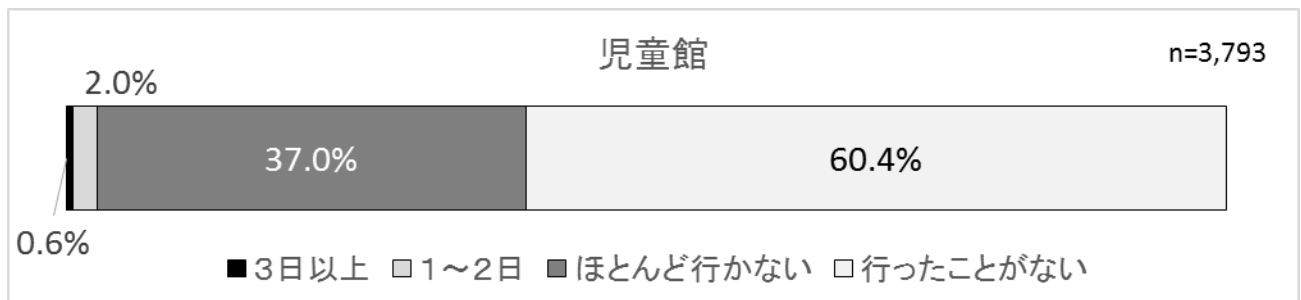 児童館
n=3,793
2.0%
37.0%
60.4%
0.6%
３日以上 １～２日 ほとんど行かない 行ったことがない